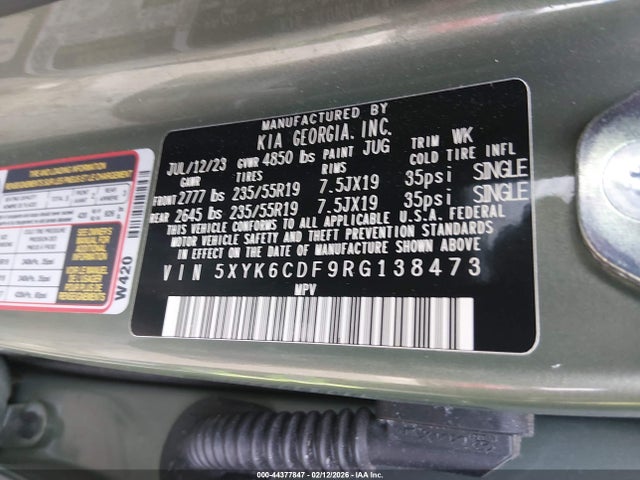 MANUFACTURED BY
KIA GEORGIA, INC.
JUL/12/23 GVWR 4850 lbs PAINT JUG TRIM WK
GAWR TIRES RIMS COLD TIRE INFL
FRONT 2777 lbs 235/55R19 7.5JX19 35psi SINGLE
REAR 2645 lbs 235/55R19 7.5JX19 35psi SINGLE
THIS VEHICLE CONFORMS TO ALL APPLICABLE U.S.A. FEDERAL
MOTOR VEHICLE SAFETY AND THEFT PREVENTION STANDARDS
IN EFFECT ON THE DATE OF MANUFACTURE SHOWN ABOVE.
VIN 5XYK6CDF9RG138473
MPV
W420
000-44377847 - 02/12/2026 - COPYRIGHT IAA, LLC.